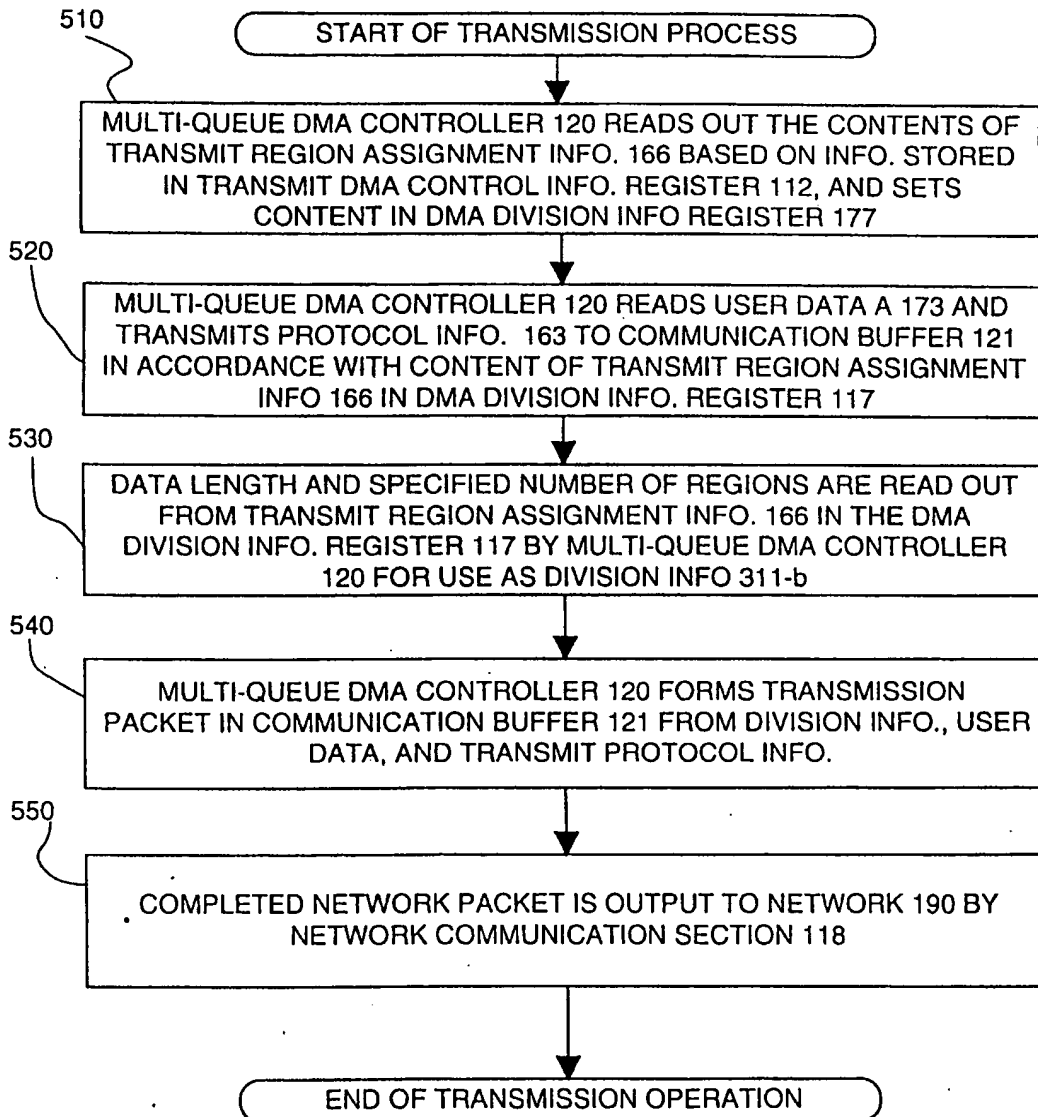 510
START OF TRANSMISSION PROCESS
MULTI-QUEUE DMA CONTROLLER 120 READS OUT THE CONTENTS OF
TRANSMIT REGION ASSIGNMENT INFO. 166 BASED ON INFO. STORED
IN TRANSMIT DMA CONTROL INFO. REGISTER 112, AND SETS
CONTENT IN DMA DIVISION INFO REGISTER 177
520
MULTI-QUEUE DMA CONTROLLER 120 READS USER DATA A 173 AND
TRANSMITS PROTOCOL INFO. 163 TO COMMUNICATION BUFFER 121
IN ACCORDANCE WITH CONTENT OF TRANSMIT REGION ASSIGNMENT
INFO 166 IN DMA DIVISION INFO. REGISTER 117
530
DATA LENGTH AND SPECIFIED NUMBER OF REGIONS ARE READ OUT
FROM TRANSMIT REGION ASSIGNMENT INFO. 166 IN THE DMA
DIVISION INFO. REGISTER 117 BY MULTI-QUEUE DMA CONTROLLER
120 FOR USE AS DIVISION INFO 311-b
540
MULTI-QUEUE DMA CONTROLLER 120 FORMS TRANSMISSION
PACKET IN COMMUNICATION BUFFER 121 FROM DIVISION INFO., USER
DATA, AND TRANSMIT PROTOCOL INFO.
550
COMPLETED NETWORK PACKET IS OUTPUT TO NETWORK 190 BY
NETWORK COMMUNICATION SECTION 118
END OF TRANSMISSION OPERATION